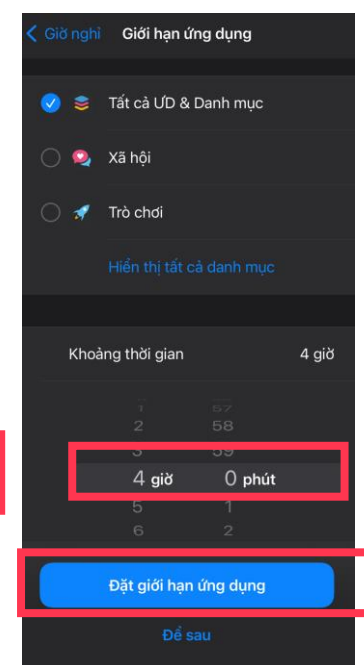 Giờ nghỉ Giới hạn ứng dụng
Tất cả ƯD & Danh mục
Xã hội
Trò chơi
Hiển thị tất cả danh mục
Khoảng thời gian 4 giờ
1 57
2 58
3 59
4 giờ 0 phút
5 1
6 2
Đặt giới hạn ứng dụng
Để sau